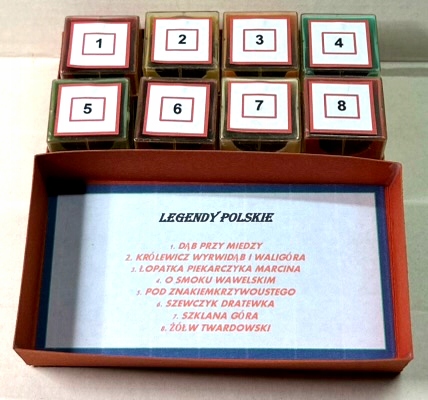 1
2
3
4
5
6
7
8
LEGENDY POLSKIE
1. DĄB PRZY MIEDZY
2. KRÓLEWICZ WYRWIDĄB I WALIGÓRA
3. ŁOPATKA PIEKARCZYKA MARCINA
4. O SMOKU WAWELSKIM
5. POD ZNAKIEMKRZYWOUSTEGO
6. SZEWCZYK DRATEWKA
7. SZKLANA GÓRA
8. ŻÓŁW TWARDOWSKI